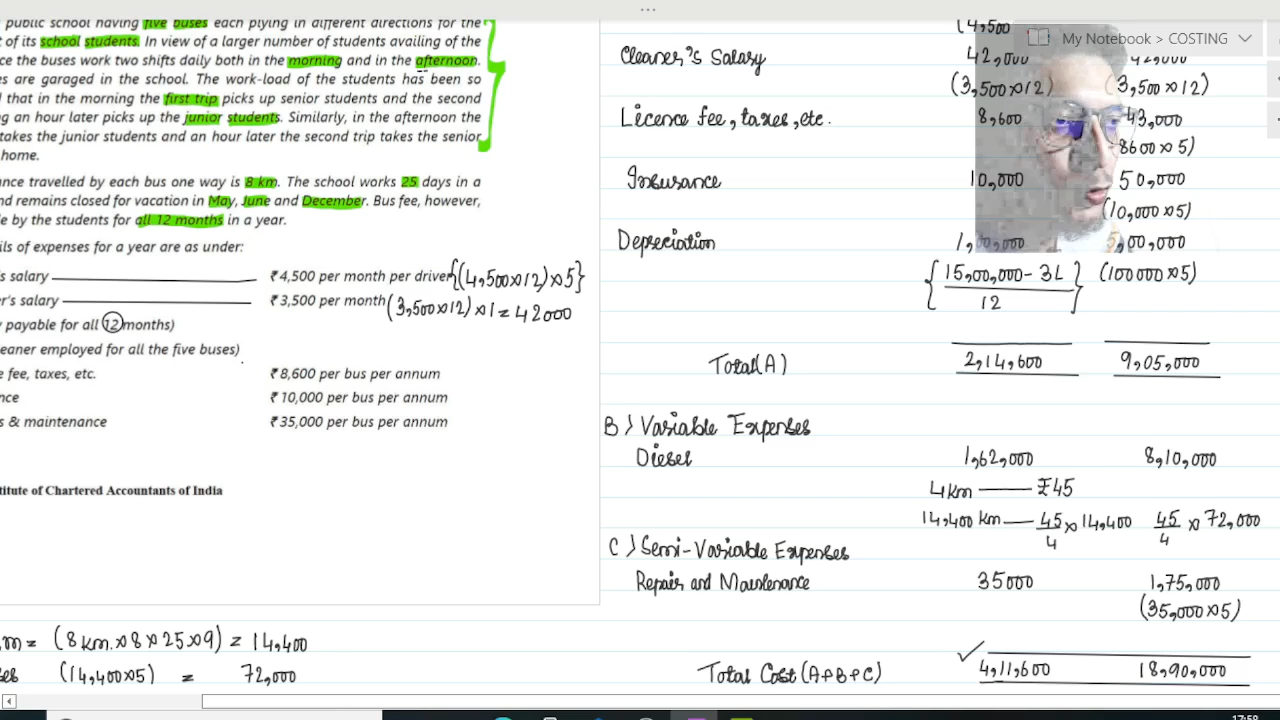 ...
public school having five buses each plying in different directions for the
t of its school students. In view of a larger number of students availing of the
ce the buses work two shifts daily both in the morning and in the afternoon.
es are garaged in the school. The work-load of the students has been so
d that in the morning the first trip picks up senior students and the second
g an hour later picks up the junior students. Similarly, in the afternoon the
takes the junior students and an hour later the second trip takes the senior
home.
ance travelled by each bus one way is 8 km. The school works 25 days in a
nd remains closed for vacation in May, June and December. Bus fee, however,
le by the students for all 12 months in a year.
ils of expenses for a year are as under:
s salary ₹4,500 per month per driver {(4,500×12)×5}
er's salary ₹3,500 per month (3,500×12)×1 = 42000
y payable for all 12 months)
eaner employed for all the five buses)
e fee, taxes, etc. ₹8,600 per bus per annum
nce ₹10,000 per bus per annum
s & maintenance ₹35,000 per bus per annum
titute of Chartered Accountants of India
m = (8 km.×8×25×9) = 14,400
ses (14,400×5) = 72,000
My Notebook > COSTING
(4,500
Cleaner's Salary 42,000 42,000
(3,500×12) (3,500×12)
Licence fee, taxes, etc. 8,600 43,000
8600×5)
Insurance 10,000 50,000
(10,000×5)
Depreciation 1,00,000 5,00,000
{15,00,000-3L / 12} (100000×5)
Total(A) 2,14,600 9,05,000
B) Variable Expenses
Diesel 1,62,000 8,10,000
4km — ₹45
14,400 km — 45/4 × 14,400 45/4 × 72,000
C) Semi-Variable Expenses
Repair and Maintenance 35000 1,75,000
(35,000×5)
Total Cost (A+B+C) 4,11,600 18,90,000
17:58